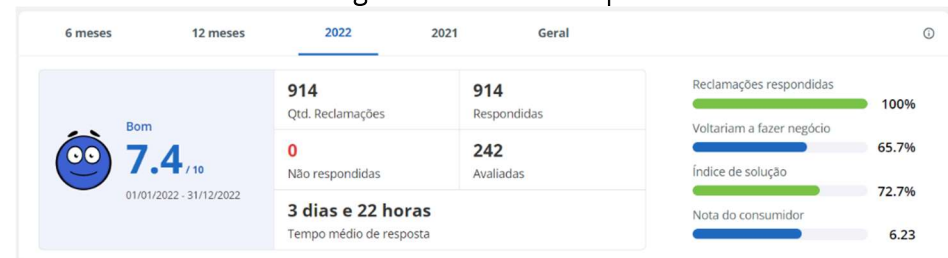 6 meses 12 meses 2022 2021 Geral
Bom
7.4 / 10
01/01/2022 - 31/12/2022
914
Qtd. Reclamações
914
Respondidas
0
Não respondidas
242
Avaliadas
3 dias e 22 horas
Tempo médio de resposta
Reclamações respondidas
100%
Voltariam a fazer negócio
65.7%
Índice de solução
72.7%
Nota do consumidor
6.23